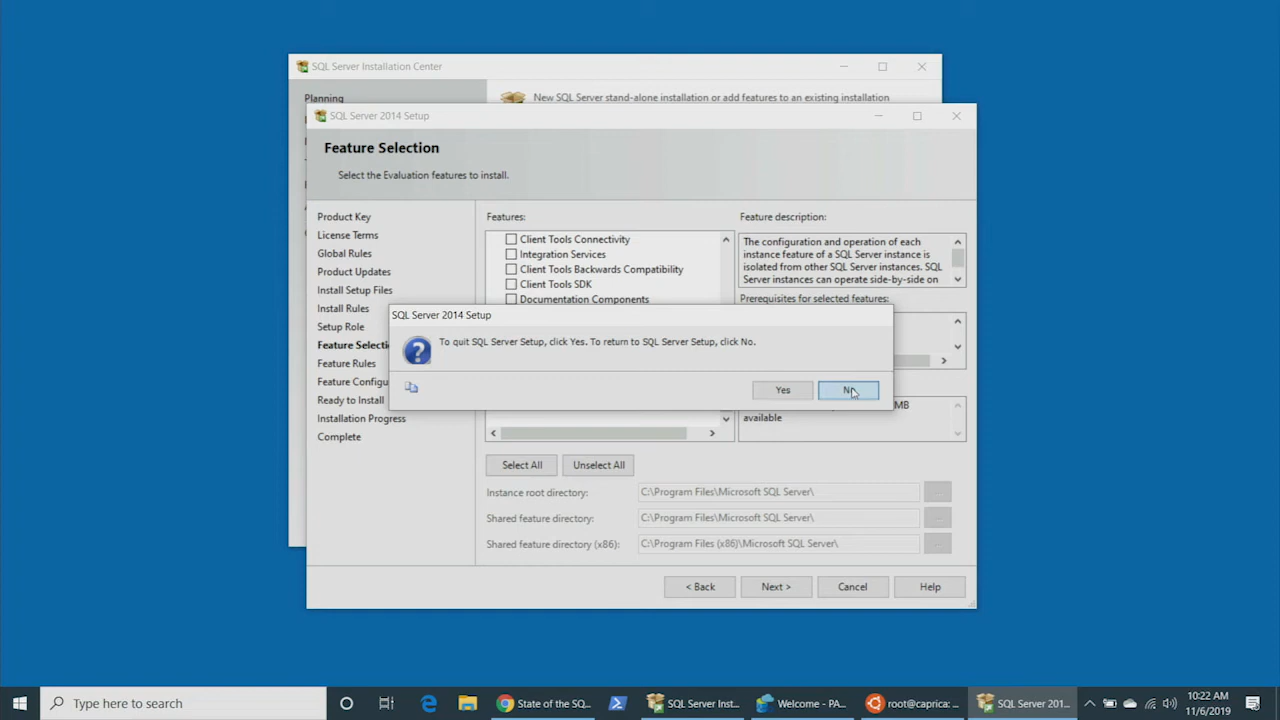 SQL Server Installation Center
Planning
New SQL Server stand-alone installation or add features to an existing installation
SQL Server 2014 Setup
Feature Selection
Select the Evaluation features to install.
Product Key
License Terms
Global Rules
Product Updates
Install Setup Files
Install Rules
Setup Role
Feature Selectio
Feature Rules
Feature Configu
Ready to Install
Installation Progress
Complete
Features:
Client Tools Connectivity
Integration Services
Client Tools Backwards Compatibility
Client Tools SDK
Documentation Components
Feature description:
The configuration and operation of each
instance feature of a SQL Server instance is
isolated from other SQL Server instances. SQL
Server instances can operate side-by-side on
Prerequisites for selected features:
SQL Server 2014 Setup
To quit SQL Server Setup, click Yes. To return to SQL Server Setup, click No.
Yes
No
MB
available
Select All
Unselect All
Instance root directory:
C:\Program Files\Microsoft SQL Server\
...
Shared feature directory:
C:\Program Files\Microsoft SQL Server\
...
Shared feature directory (x86):
C:\Program Files (x86)\Microsoft SQL Server\
...
< Back
Next >
Cancel
Help
Type here to search
State of the SQ...
SQL Server Inst...
Welcome - PA...
root@caprica: ...
SQL Server 201...
10:22 AM
11/6/2019